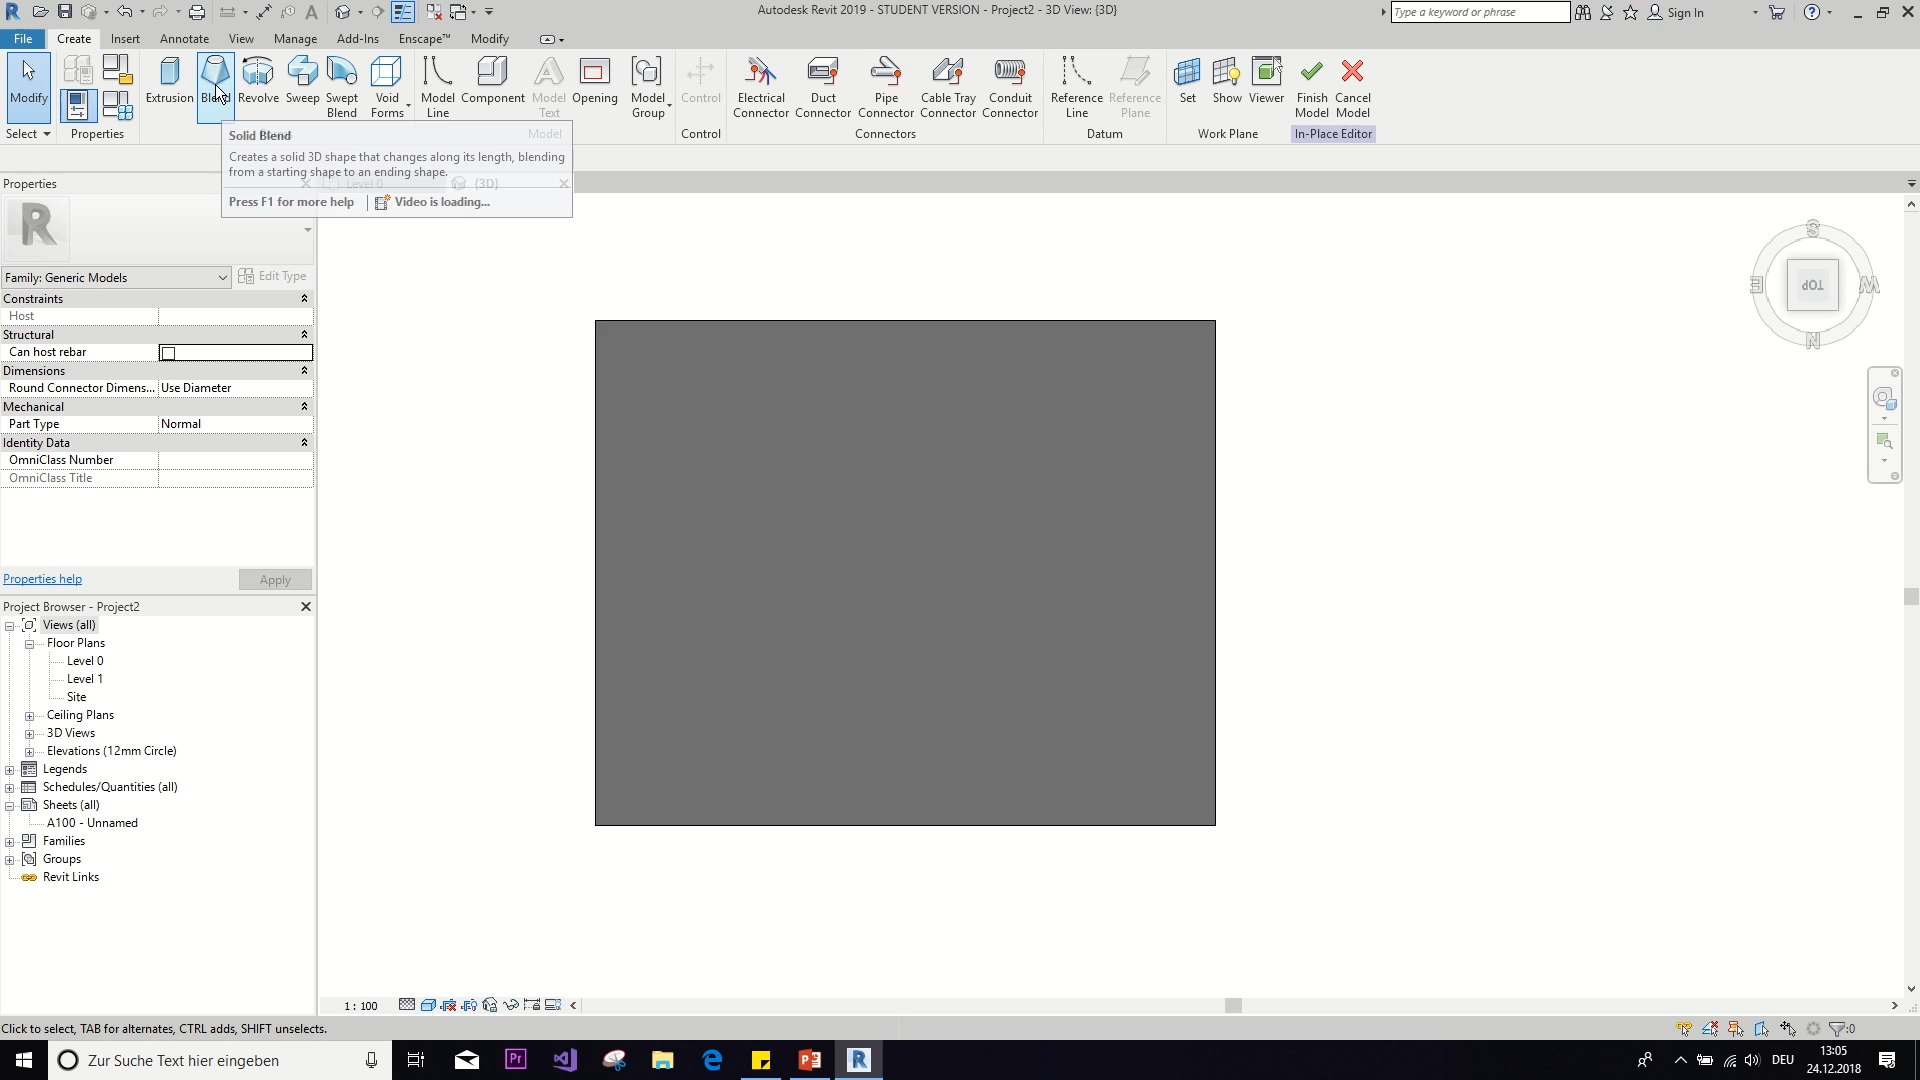 Autodesk Revit 2019 - STUDENT VERSION - Project2 - 3D View: {3D}
Type a keyword or phrase
Sign In
File Create Insert Annotate View Manage Add-Ins Enscape™ Modify
Modify
Extrusion Blend Revolve Sweep Swept Blend Void Forms
Model Line Component Model Text Opening Model Group
Control
Electrical Connector Duct Connector Pipe Connector Cable Tray Connector Conduit Connector
Reference Line Reference Plane
Set Show Viewer
Finish Model Cancel Model
Select Properties Model Control Connectors Datum Work Plane In-Place Editor
Solid Blend
Creates a solid 3D shape that changes along its length, blending
from a starting shape to an ending shape.
Press F1 for more help Video is loading...
Level 0 {3D}
Properties
Family: Generic Models Edit Type
Constraints
Host
Structural
Can host rebar
Dimensions
Round Connector Dimens... Use Diameter
Mechanical
Part Type Normal
Identity Data
OmniClass Number
OmniClass Title
Properties help Apply
Project Browser - Project2
Views (all)
Floor Plans
Level 0
Level 1
Site
Ceiling Plans
3D Views
Elevations (12mm Circle)
Legends
Schedules/Quantities (all)
Sheets (all)
A100 - Unnamed
Families
Groups
Revit Links
S
E TOP W
N
1 : 100
Click to select, TAB for alternates, CTRL adds, SHIFT unselects.
:0
Zur Suche Text hier eingeben
Pr
DEU
13:05
24.12.2018